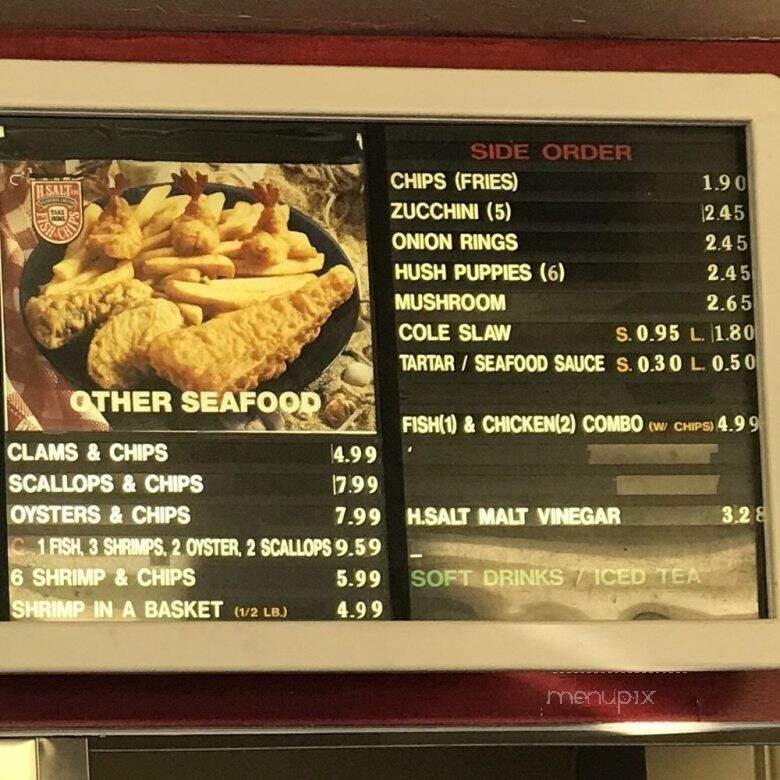 H.SALT
TAKE HOME
FISH-CHIPS
OTHER SEAFOOD
CLAMS & CHIPS 4.99
SCALLOPS & CHIPS 7.99
OYSTERS & CHIPS 7.99
C 1 FISH, 3 SHRIMPS, 2 OYSTER, 2 SCALLOPS 9.59
6 SHRIMP & CHIPS 5.99
SHRIMP IN A BASKET (1/2 LB.) 4.99
SIDE ORDER
CHIPS (FRIES) 1.90
ZUCCHINI (5) 2.45
ONION RINGS 2.45
HUSH PUPPIES (6) 2.45
MUSHROOM 2.65
COLE SLAW S. 0.95 L. 1.80
TARTAR / SEAFOOD SAUCE S. 0.30 L. 0.50
FISH(1) & CHICKEN(2) COMBO (W/ CHIPS) 4.99
H.SALT MALT VINEGAR 3.28
SOFT DRINKS / ICED TEA
menupix